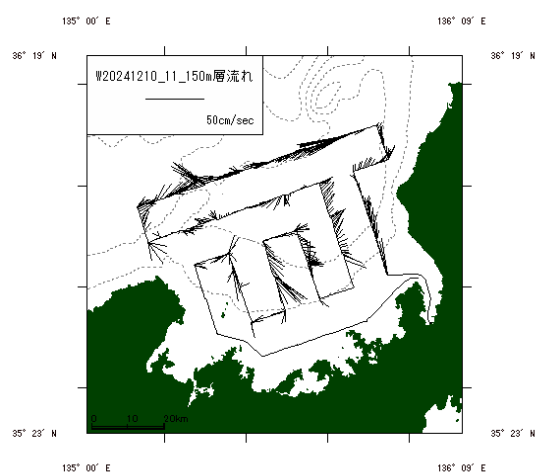 135° 00′ E
136° 09′ E
36° 19′ N
36° 19′ N
W20241210_11_150m層流れ
50cm/sec
0 10 20km
35° 23′ N
35° 23′ N
135° 00′ E
136° 09′ E